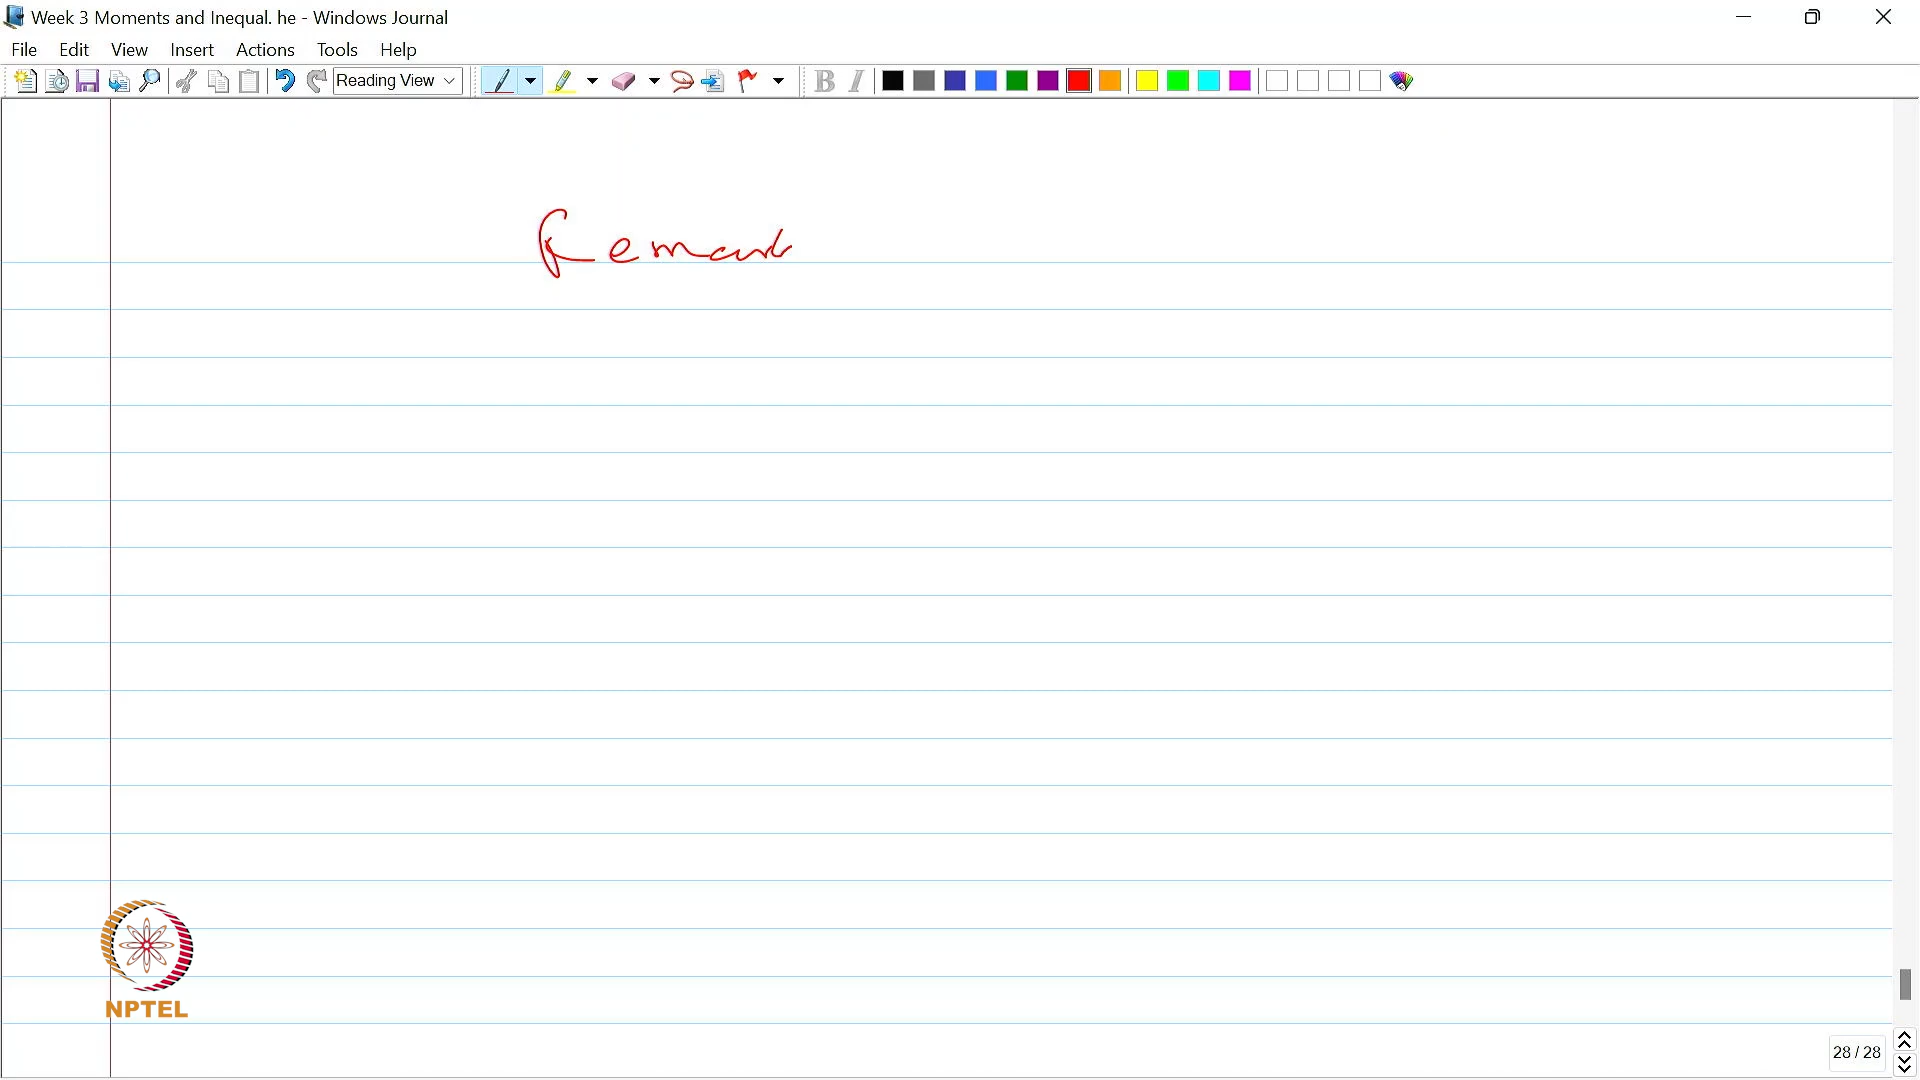 Week 3 Moments and Inequal. he - Windows Journal
File Edit View Insert Actions Tools Help
Reading View B I
Remark
NPTEL
28 / 28